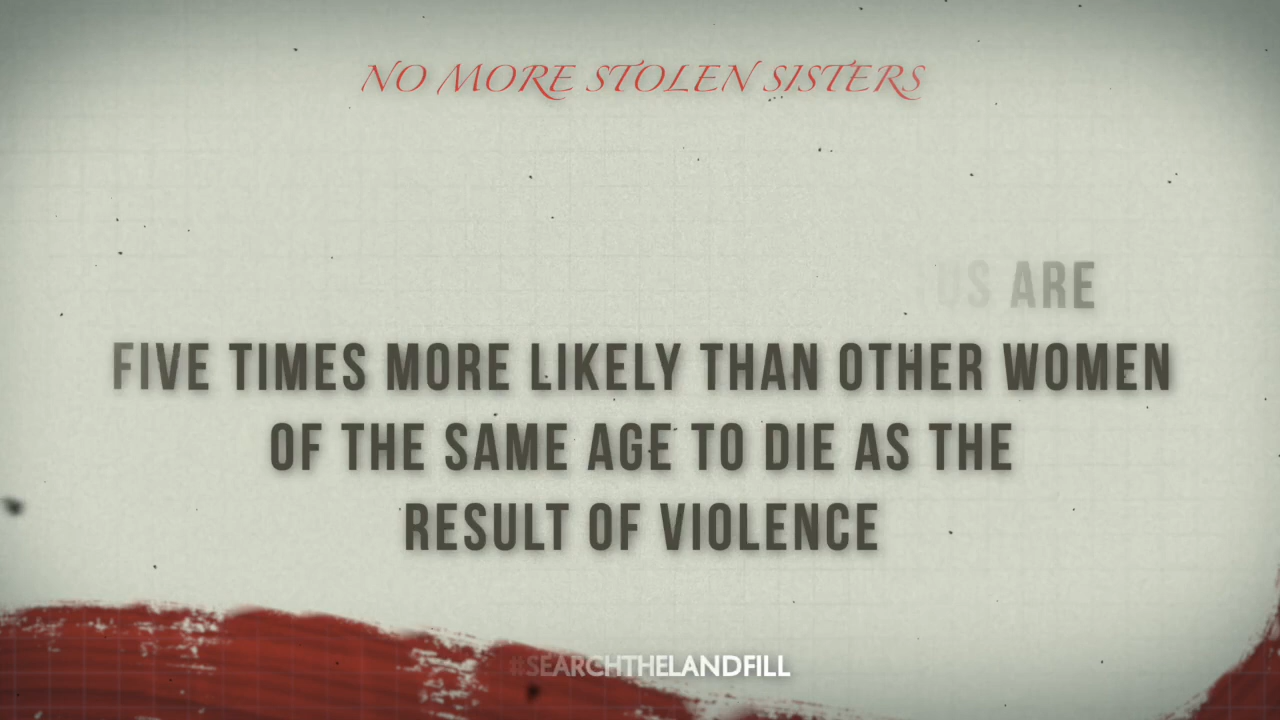 NO MORE STOLEN SISTERS
US ARE
FIVE TIMES MORE LIKELY THAN OTHER WOMEN
OF THE SAME AGE TO DIE AS THE
RESULT OF VIOLENCE
#SEARCHTHELANDFILL